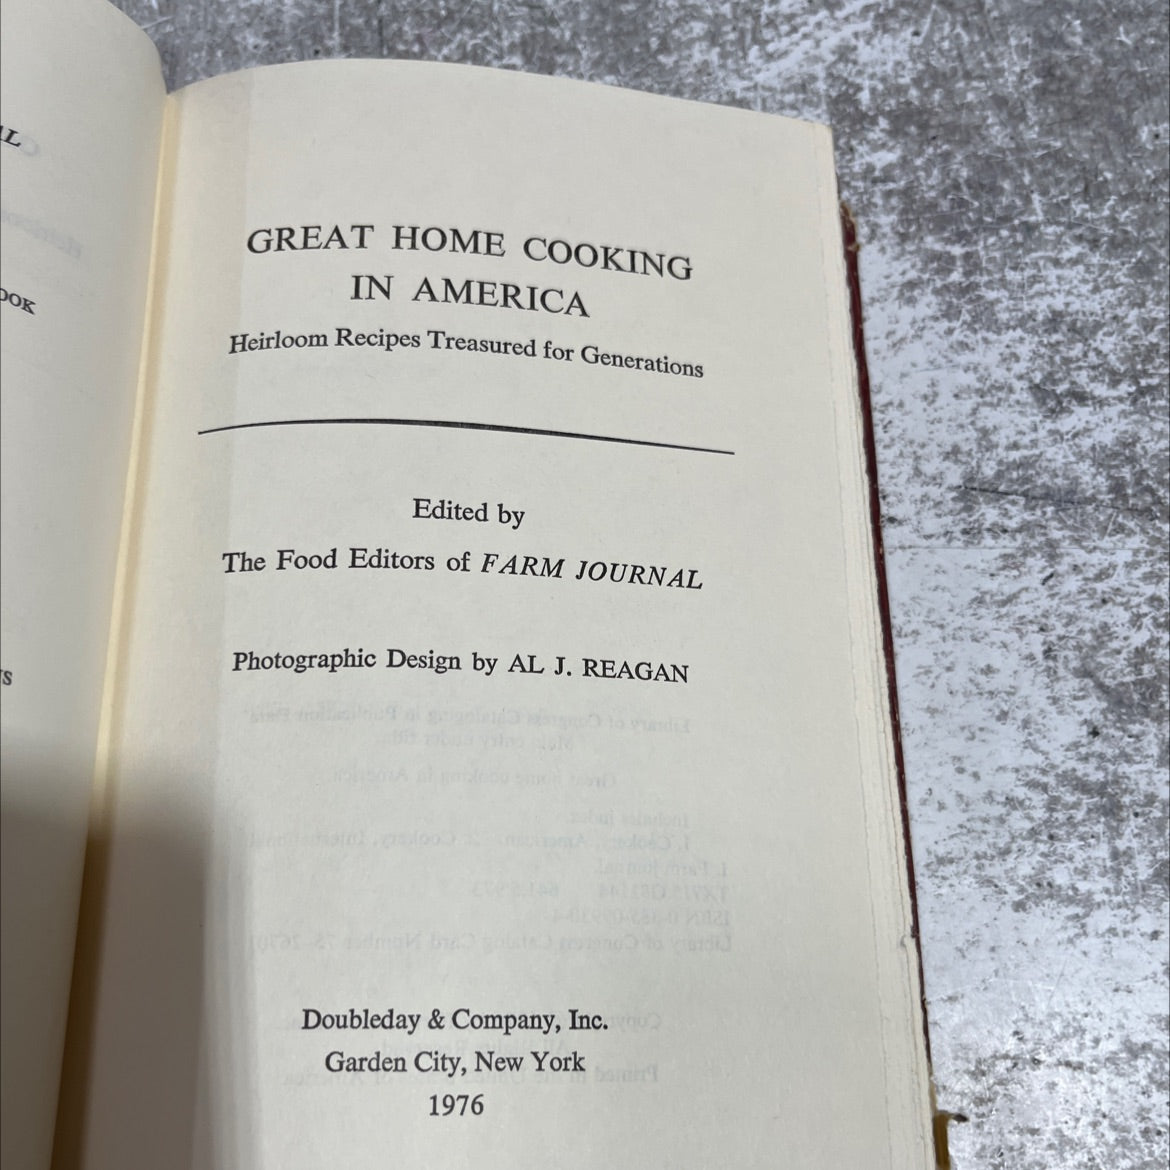 GREAT HOME COOKING
IN AMERICA
Heirloom Recipes Treasured for Generations
Edited by
The Food Editors of FARM JOURNAL
Photographic Design by AL J. REAGAN
Doubleday & Company, Inc.
Garden City, New York
1976